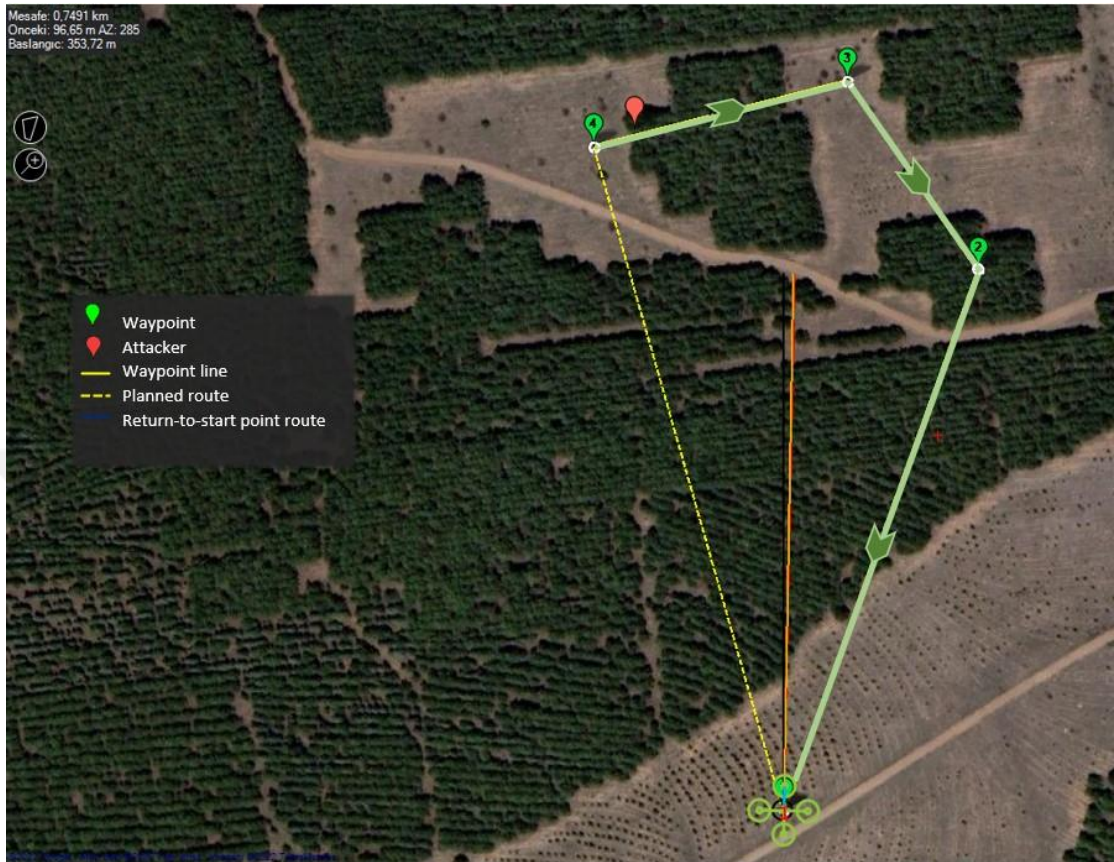 Mesafe: 0,7491 km
Onceki: 96,65 m AZ: 285
Baslangıc: 353,72 m
3
4
2
Waypoint
Attacker
Waypoint line
Planned route
Return-to-start point route